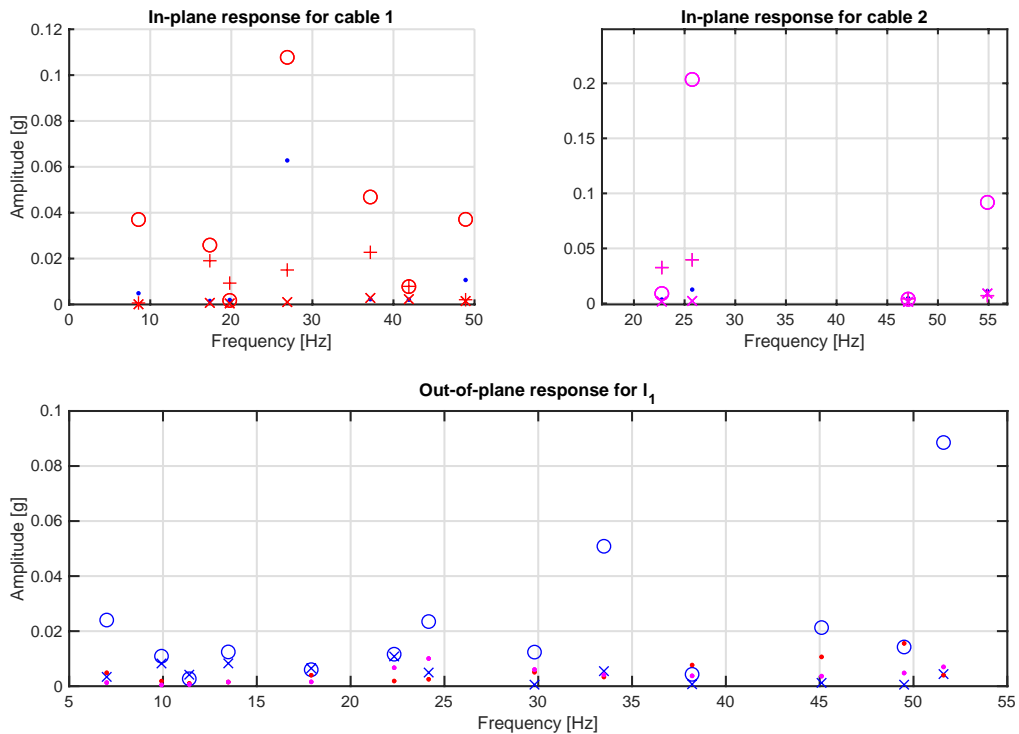 In-plane response for cable 1
In-plane response for cable 2
Amplitude [g]
0.12
0.1
0.08
0.06
0.04
0.02
0
0 10 20 30 40 50
Frequency [Hz]
0.2
0.15
0.1
0.05
0
20 25 30 35 40 45 50 55
Frequency [Hz]
Out-of-plane response for I1
Amplitude [g]
0.1
0.08
0.06
0.04
0.02
0
5 10 15 20 25 30 35 40 45 50 55
Frequency [Hz]